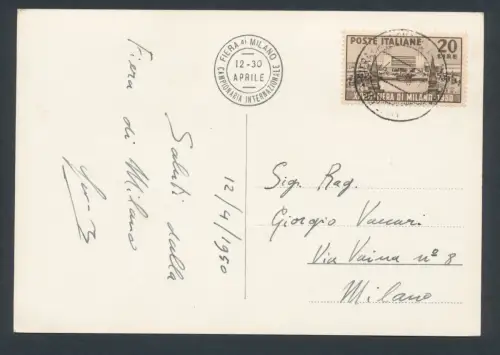 FIERA DI MILANO
12-30
APRILE
CAMPIONARIA INTERNAZIONALE
POSTE ITALIANE
20
LIRE
FIERA DI MILANO - 1950
Saluti dalla
Fiera di Milano
12/4/1950
Sig. Rag.
Giorgio Vaccari
Via Vaina n° 8
Milano